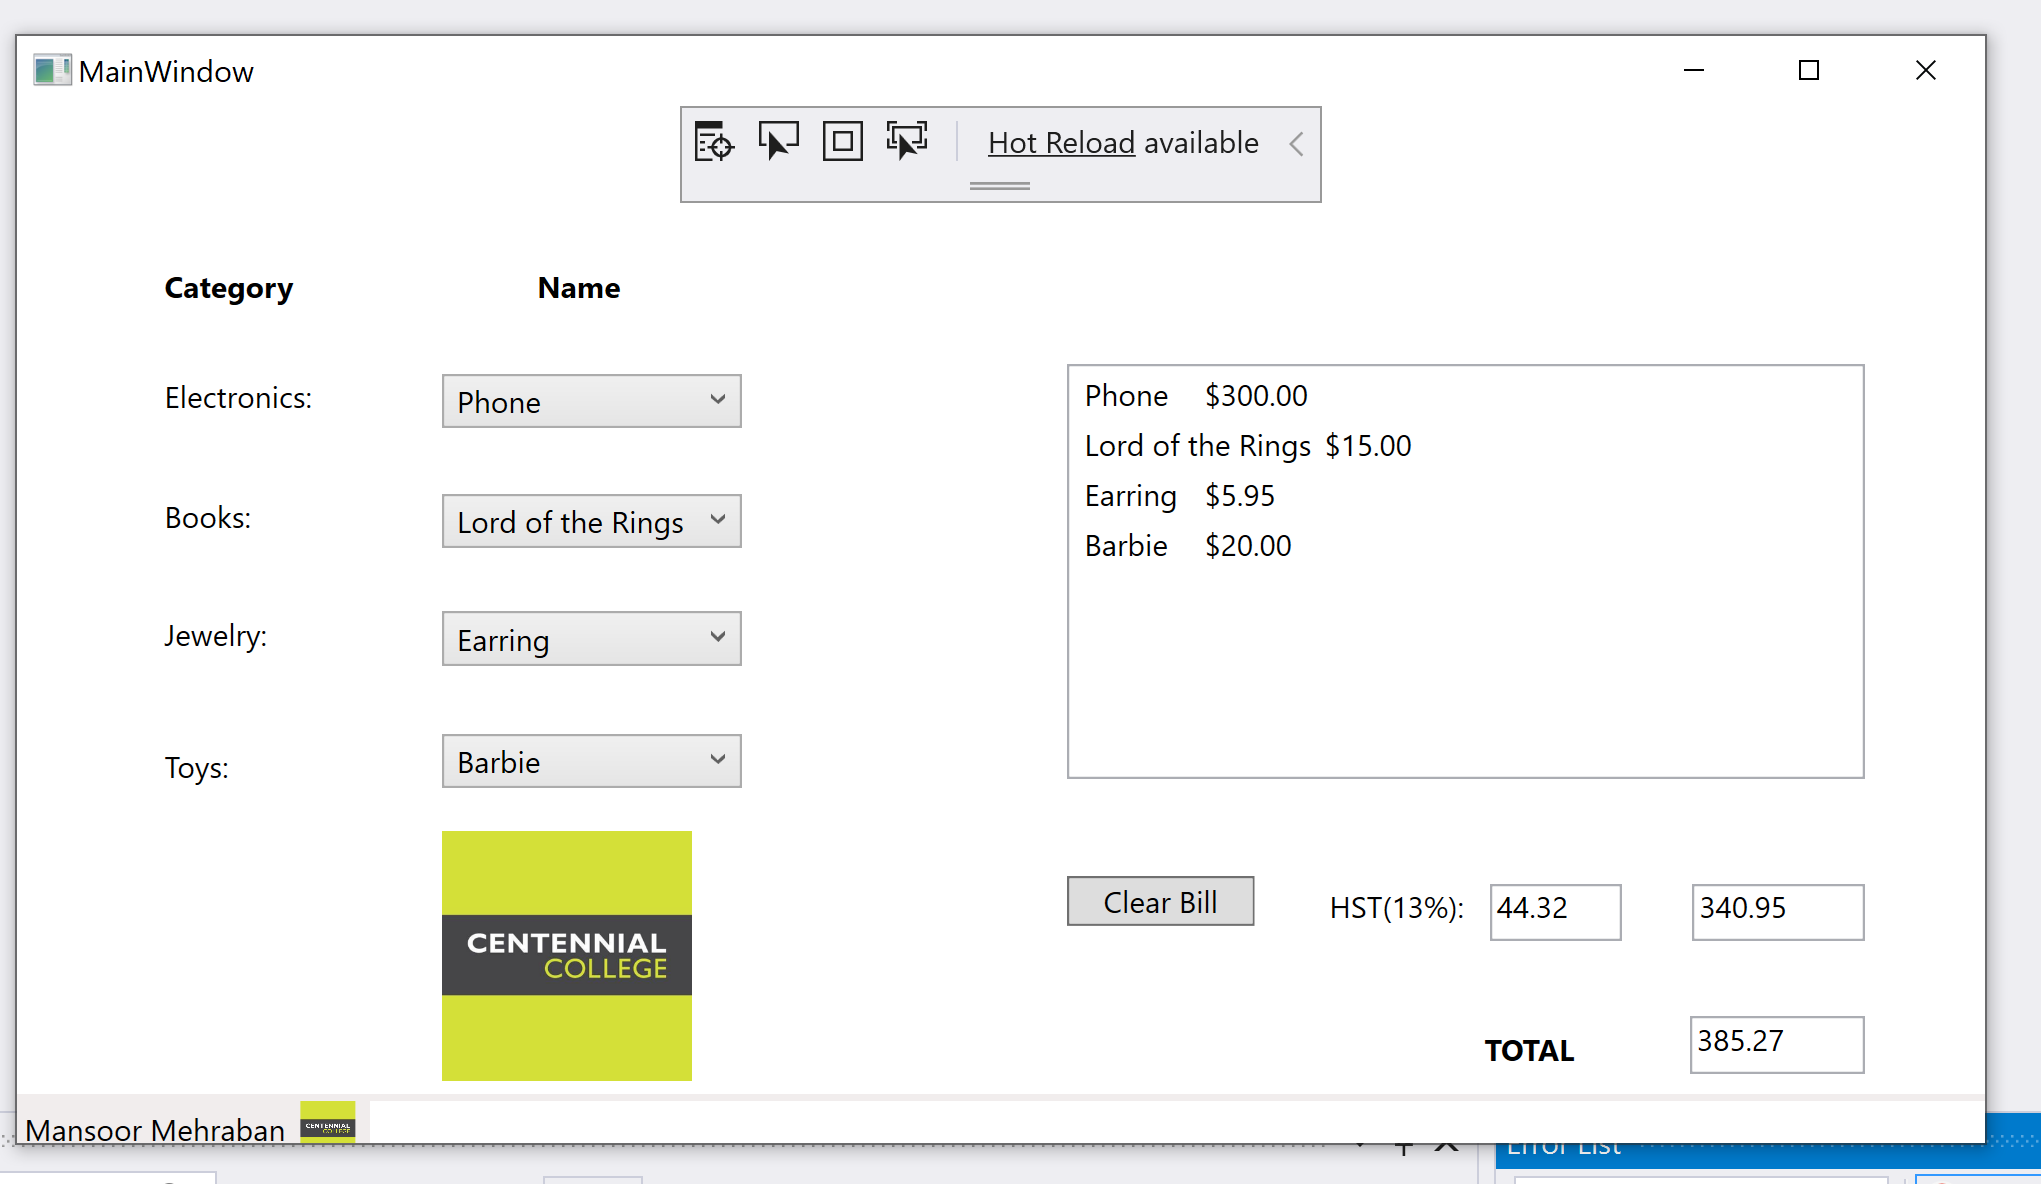 MainWindow
Hot Reload available
Category Name
Electronics: Phone
Books: Lord of the Rings
Jewelry: Earring
Toys: Barbie
Phone $300.00
Lord of the Rings $15.00
Earring $5.95
Barbie $20.00
CENTENNIAL
COLLEGE
Clear Bill HST(13%): 44.32 340.95
TOTAL 385.27
Mansoor Mehraban
CENTENNIAL
COLLEGE
Error List